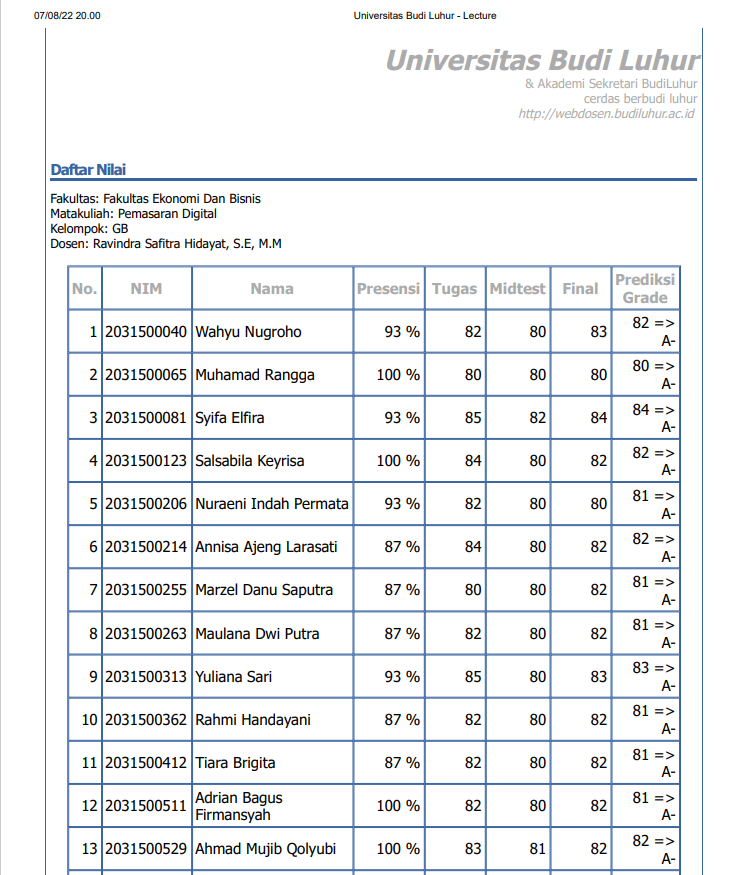 07/08/22 20.00 Universitas Budi Luhur - Lecture
Universitas Budi Luhur
& Akademi Sekretari BudiLuhur
cerdas berbudi luhur
http://webdosen.budiluhur.ac.id
Daftar Nilai
Fakultas: Fakultas Ekonomi Dan Bisnis
Matakuliah: Pemasaran Digital
Kelompok: GB
Dosen: Ravindra Safitra Hidayat, S.E, M.M
No. NIM Nama Presensi Tugas Midtest Final Prediksi Grade
1 2031500040 Wahyu Nugroho 93 % 82 80 83 82 => A-
2 2031500065 Muhamad Rangga 100 % 80 80 80 80 => A-
3 2031500081 Syifa Elfira 93 % 85 82 84 84 => A-
4 2031500123 Salsabila Keyrisa 100 % 84 80 82 82 => A-
5 2031500206 Nuraeni Indah Permata 93 % 82 80 80 81 => A-
6 2031500214 Annisa Ajeng Larasati 87 % 84 80 82 82 => A-
7 2031500255 Marzel Danu Saputra 87 % 80 80 82 81 => A-
8 2031500263 Maulana Dwi Putra 87 % 82 80 82 81 => A-
9 2031500313 Yuliana Sari 93 % 85 80 83 83 => A-
10 2031500362 Rahmi Handayani 87 % 82 80 82 81 => A-
11 2031500412 Tiara Brigita 87 % 82 80 82 81 => A-
12 2031500511 Adrian Bagus Firmansyah 100 % 82 80 82 81 => A-
13 2031500529 Ahmad Mujib Qolyubi 100 % 83 81 82 82 => A-